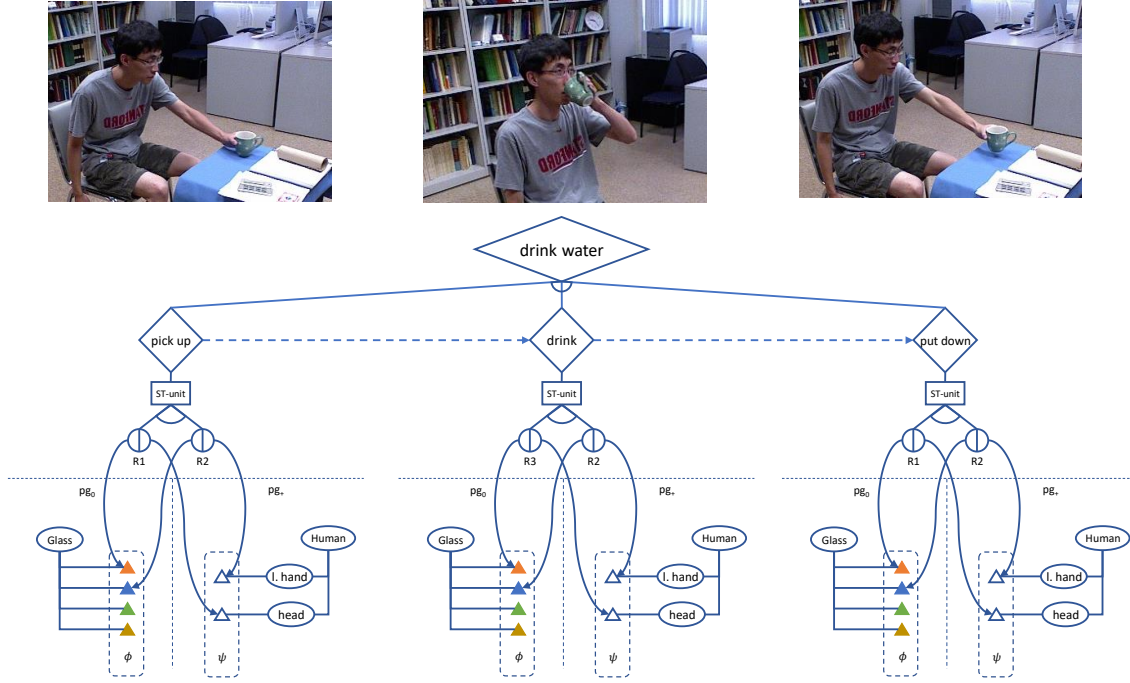 STANFORD
STANFORD
STANFORD
drink water
pick up
drink
put down
ST-unit
ST-unit
ST-unit
R1
R2
R3
R2
R1
R2
pg₀
pg₊
pg₀
pg₊
pg₀
pg₊
Glass
Human
Glass
Human
Glass
Human
l. hand
l. hand
l. hand
head
head
head
ϕ
ψ
ϕ
ψ
ϕ
ψ